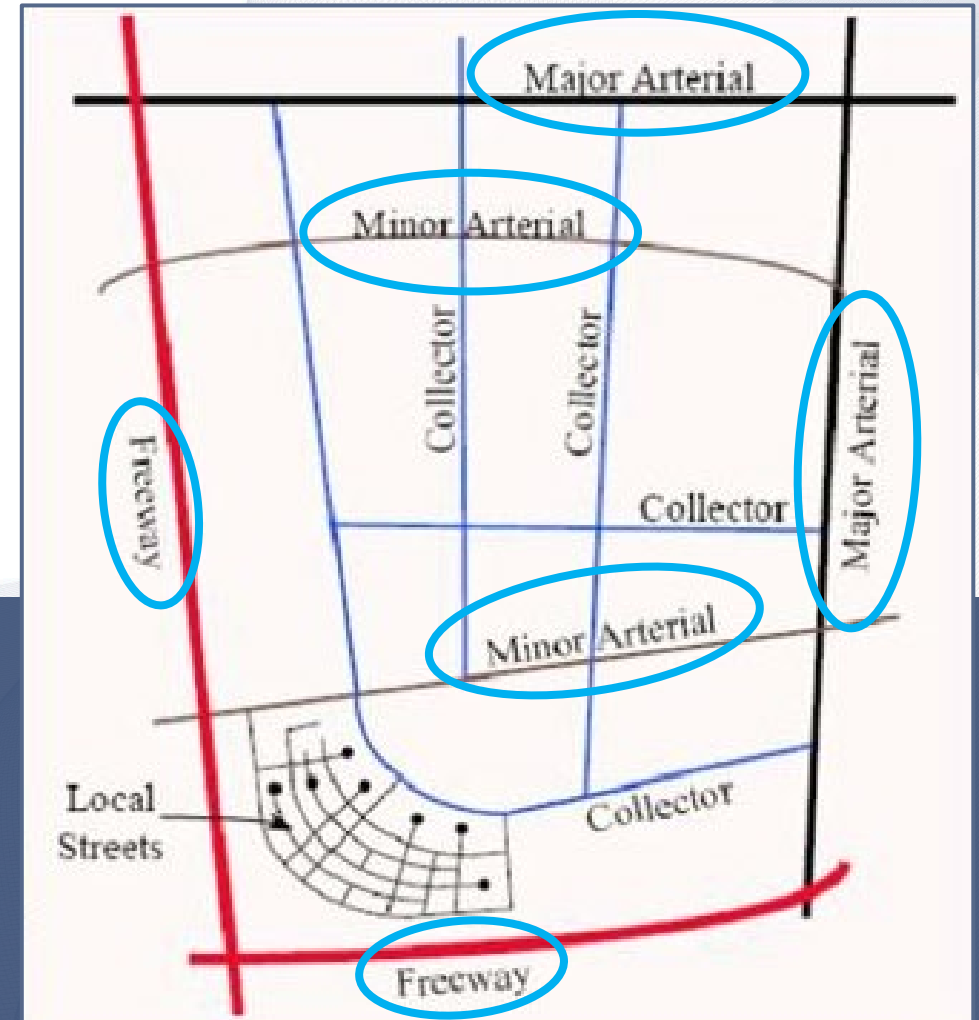 Major Arterial
Minor Arterial
Collector
Collector
Major Arterial
Freeway
Collector
Minor Arterial
Local
Streets
Collector
Freeway